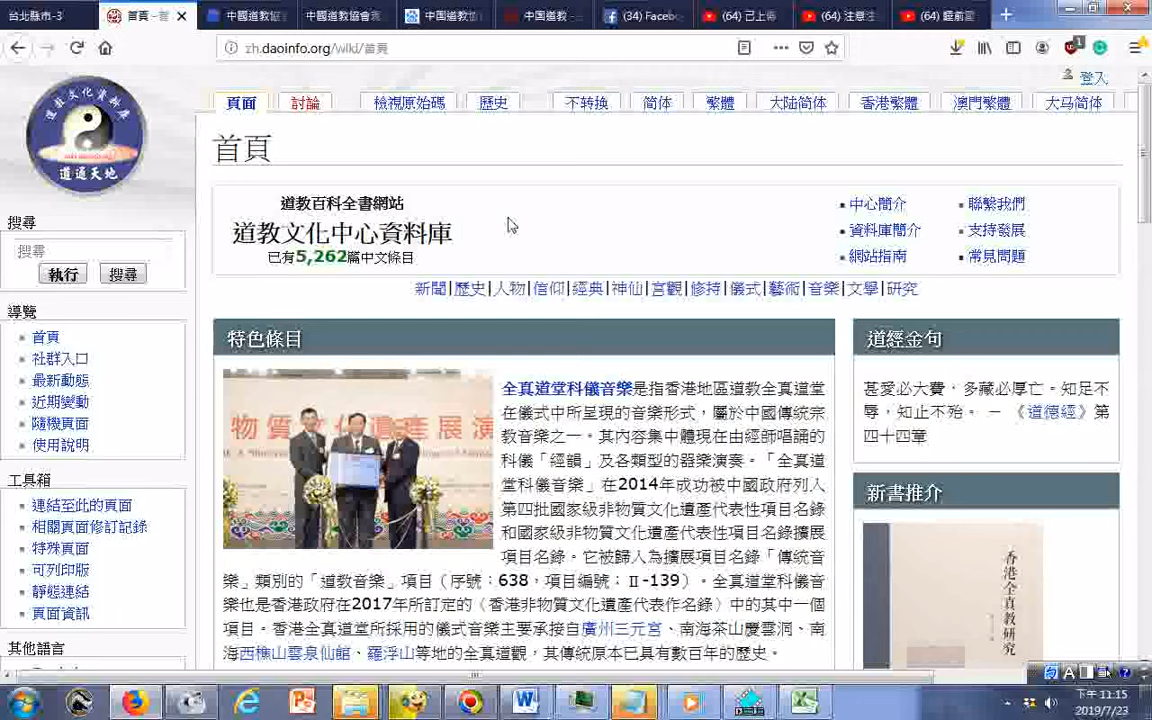 台北縣市-3
首頁 -
中國道教協
中國道教協會
中国道教协
中国道教
(34) Faceb
(64) 己上
(64) 注意
(64)
zh.daoinfo.org/wiki/首頁
1
登入
道教文化資料庫
道通天地
頁面
討論
檢視原始碼
歷史
不转换
简体
繁體
大陆简体
香港繁體
澳門繁體
大马简体
首頁
道教百科全書網站
道教文化中心資料庫
已有5,262篇中文條目
▪ 中心簡介
▪ 聯繫我們
▪ 資料庫簡介
▪ 支持發展
▪ 網站指南
▪ 常見問題
新聞|歷史|人物|信仰|經典|神仙|宮觀|修持|儀式|藝術|音樂|文學|研究
搜尋
搜尋
執行
搜尋
導覽
首頁
社群入口
最新動態
近期變動
隨機頁面
使用說明
工具箱
連結至此的頁面
相關頁面修訂記錄
特殊頁面
可列印版
靜態連結
頁面資訊
其他語言
特色條目
物質文化遺產展演
全真道堂科儀音樂是指香港地區道教全真道堂
在儀式中所呈現的音樂形式，屬於中國傳統宗
教音樂之一。其內容集中體現在由經師唱誦的
科儀「經韻」及各類型的器樂演奏。「全真道
堂科儀音樂」在2014年成功被中國政府列入
第四批國家級非物質文化遺產代表性項目名錄
和國家級非物質文化遺產代表性項目名錄擴展
項目名錄。它被歸入為擴展項目名錄「傳統音
樂」類別的「道教音樂」項目（序號：638，項目編號：Ⅱ-139）。全真道堂科儀音
樂也是香港政府在2017年所訂定的《香港非物質文化遺產代表作名錄》中的其中一個
項目。香港全真道堂所採用的儀式音樂主要承接自廣州三元宮、南海茶山慶雲洞、南
海西樵山雲泉仙館、羅浮山等地的全真道觀，其傳統原本已具有數百年的歷史。
道經金句
甚愛必大費，多藏必厚亡。知足不
辱，知止不殆。 — 《道德經》第
四十四章
新書推介
香港全真教研究
下午 11:15
2019/7/23